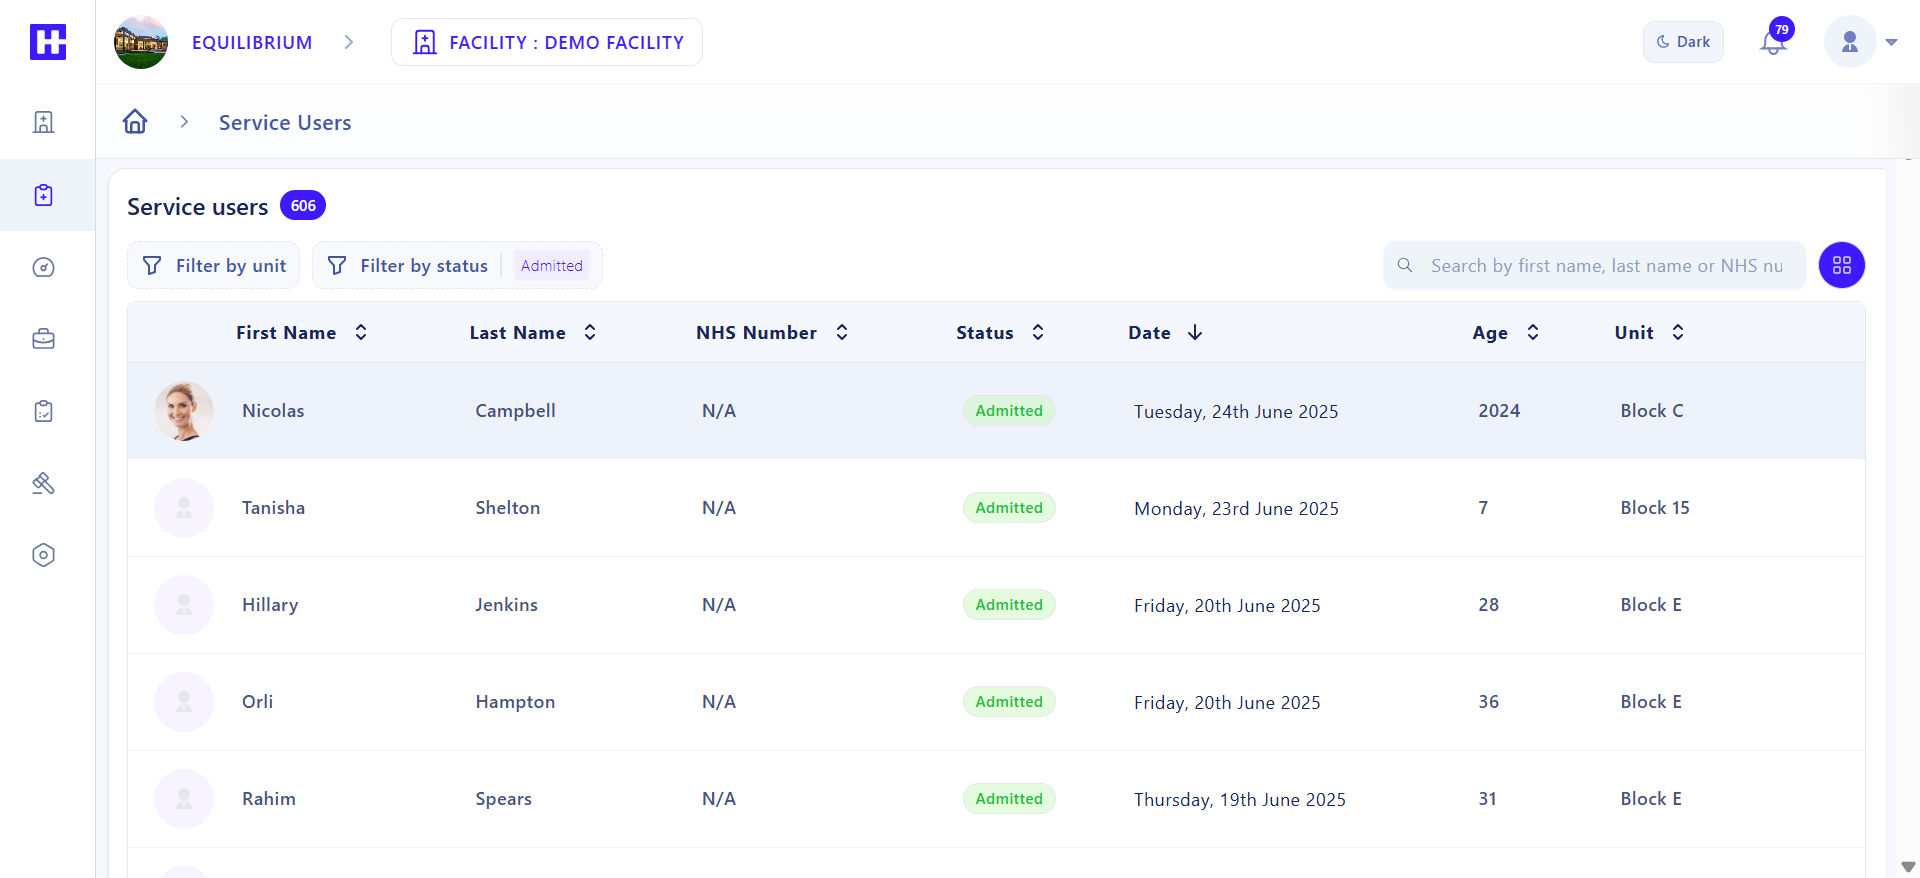 EQUILIBRIUM
FACILITY : DEMO FACILITY
Dark
79
Service Users
Service users 606
Filter by unit
Filter by status Admitted
Search by first name, last name or NHS nu
First Name Last Name NHS Number Status Date Age Unit
Nicolas Campbell N/A Admitted Tuesday, 24th June 2025 2024 Block C
Tanisha Shelton N/A Admitted Monday, 23rd June 2025 7 Block 15
Hillary Jenkins N/A Admitted Friday, 20th June 2025 28 Block E
Orli Hampton N/A Admitted Friday, 20th June 2025 36 Block E
Rahim Spears N/A Admitted Thursday, 19th June 2025 31 Block E